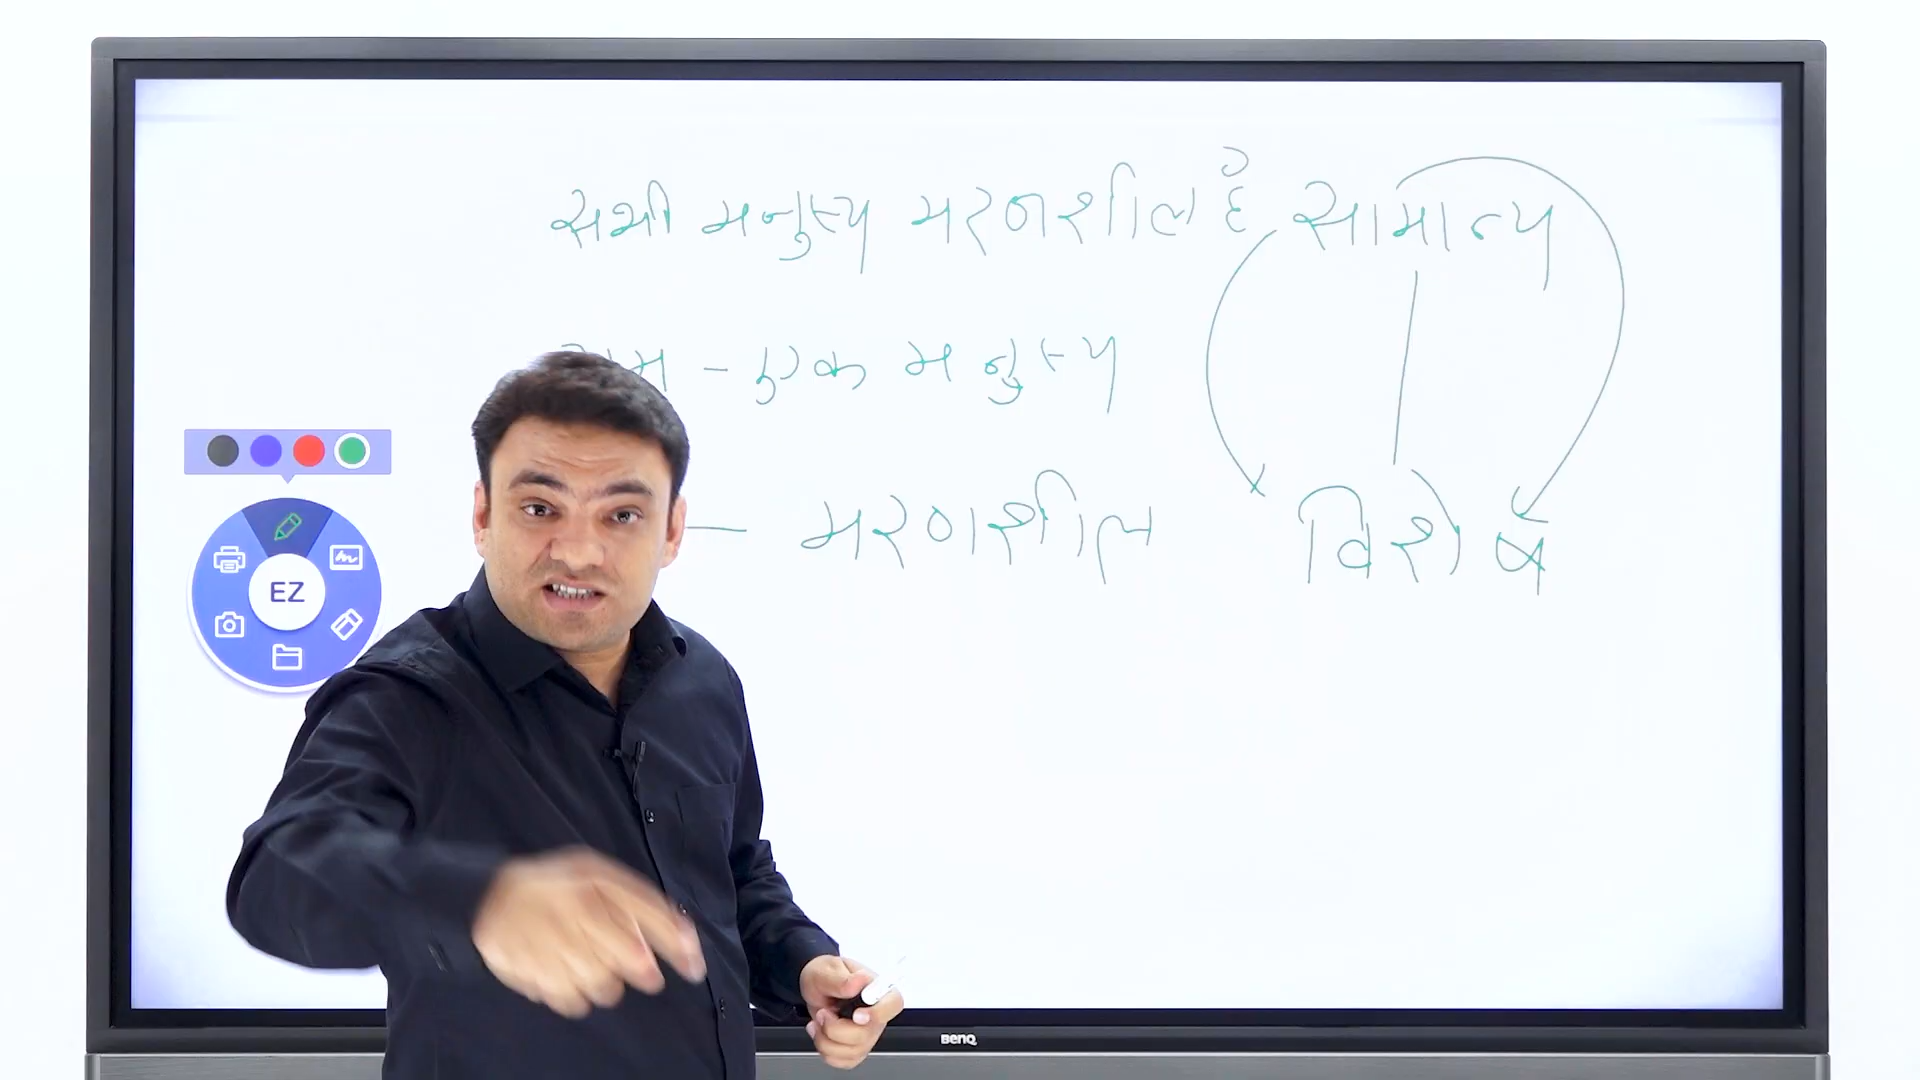 सभी मनुष्य मरणशील हैं सामान्य
राम - एक मनुष्य
- मरणशील विशेष
EZ
BenQ